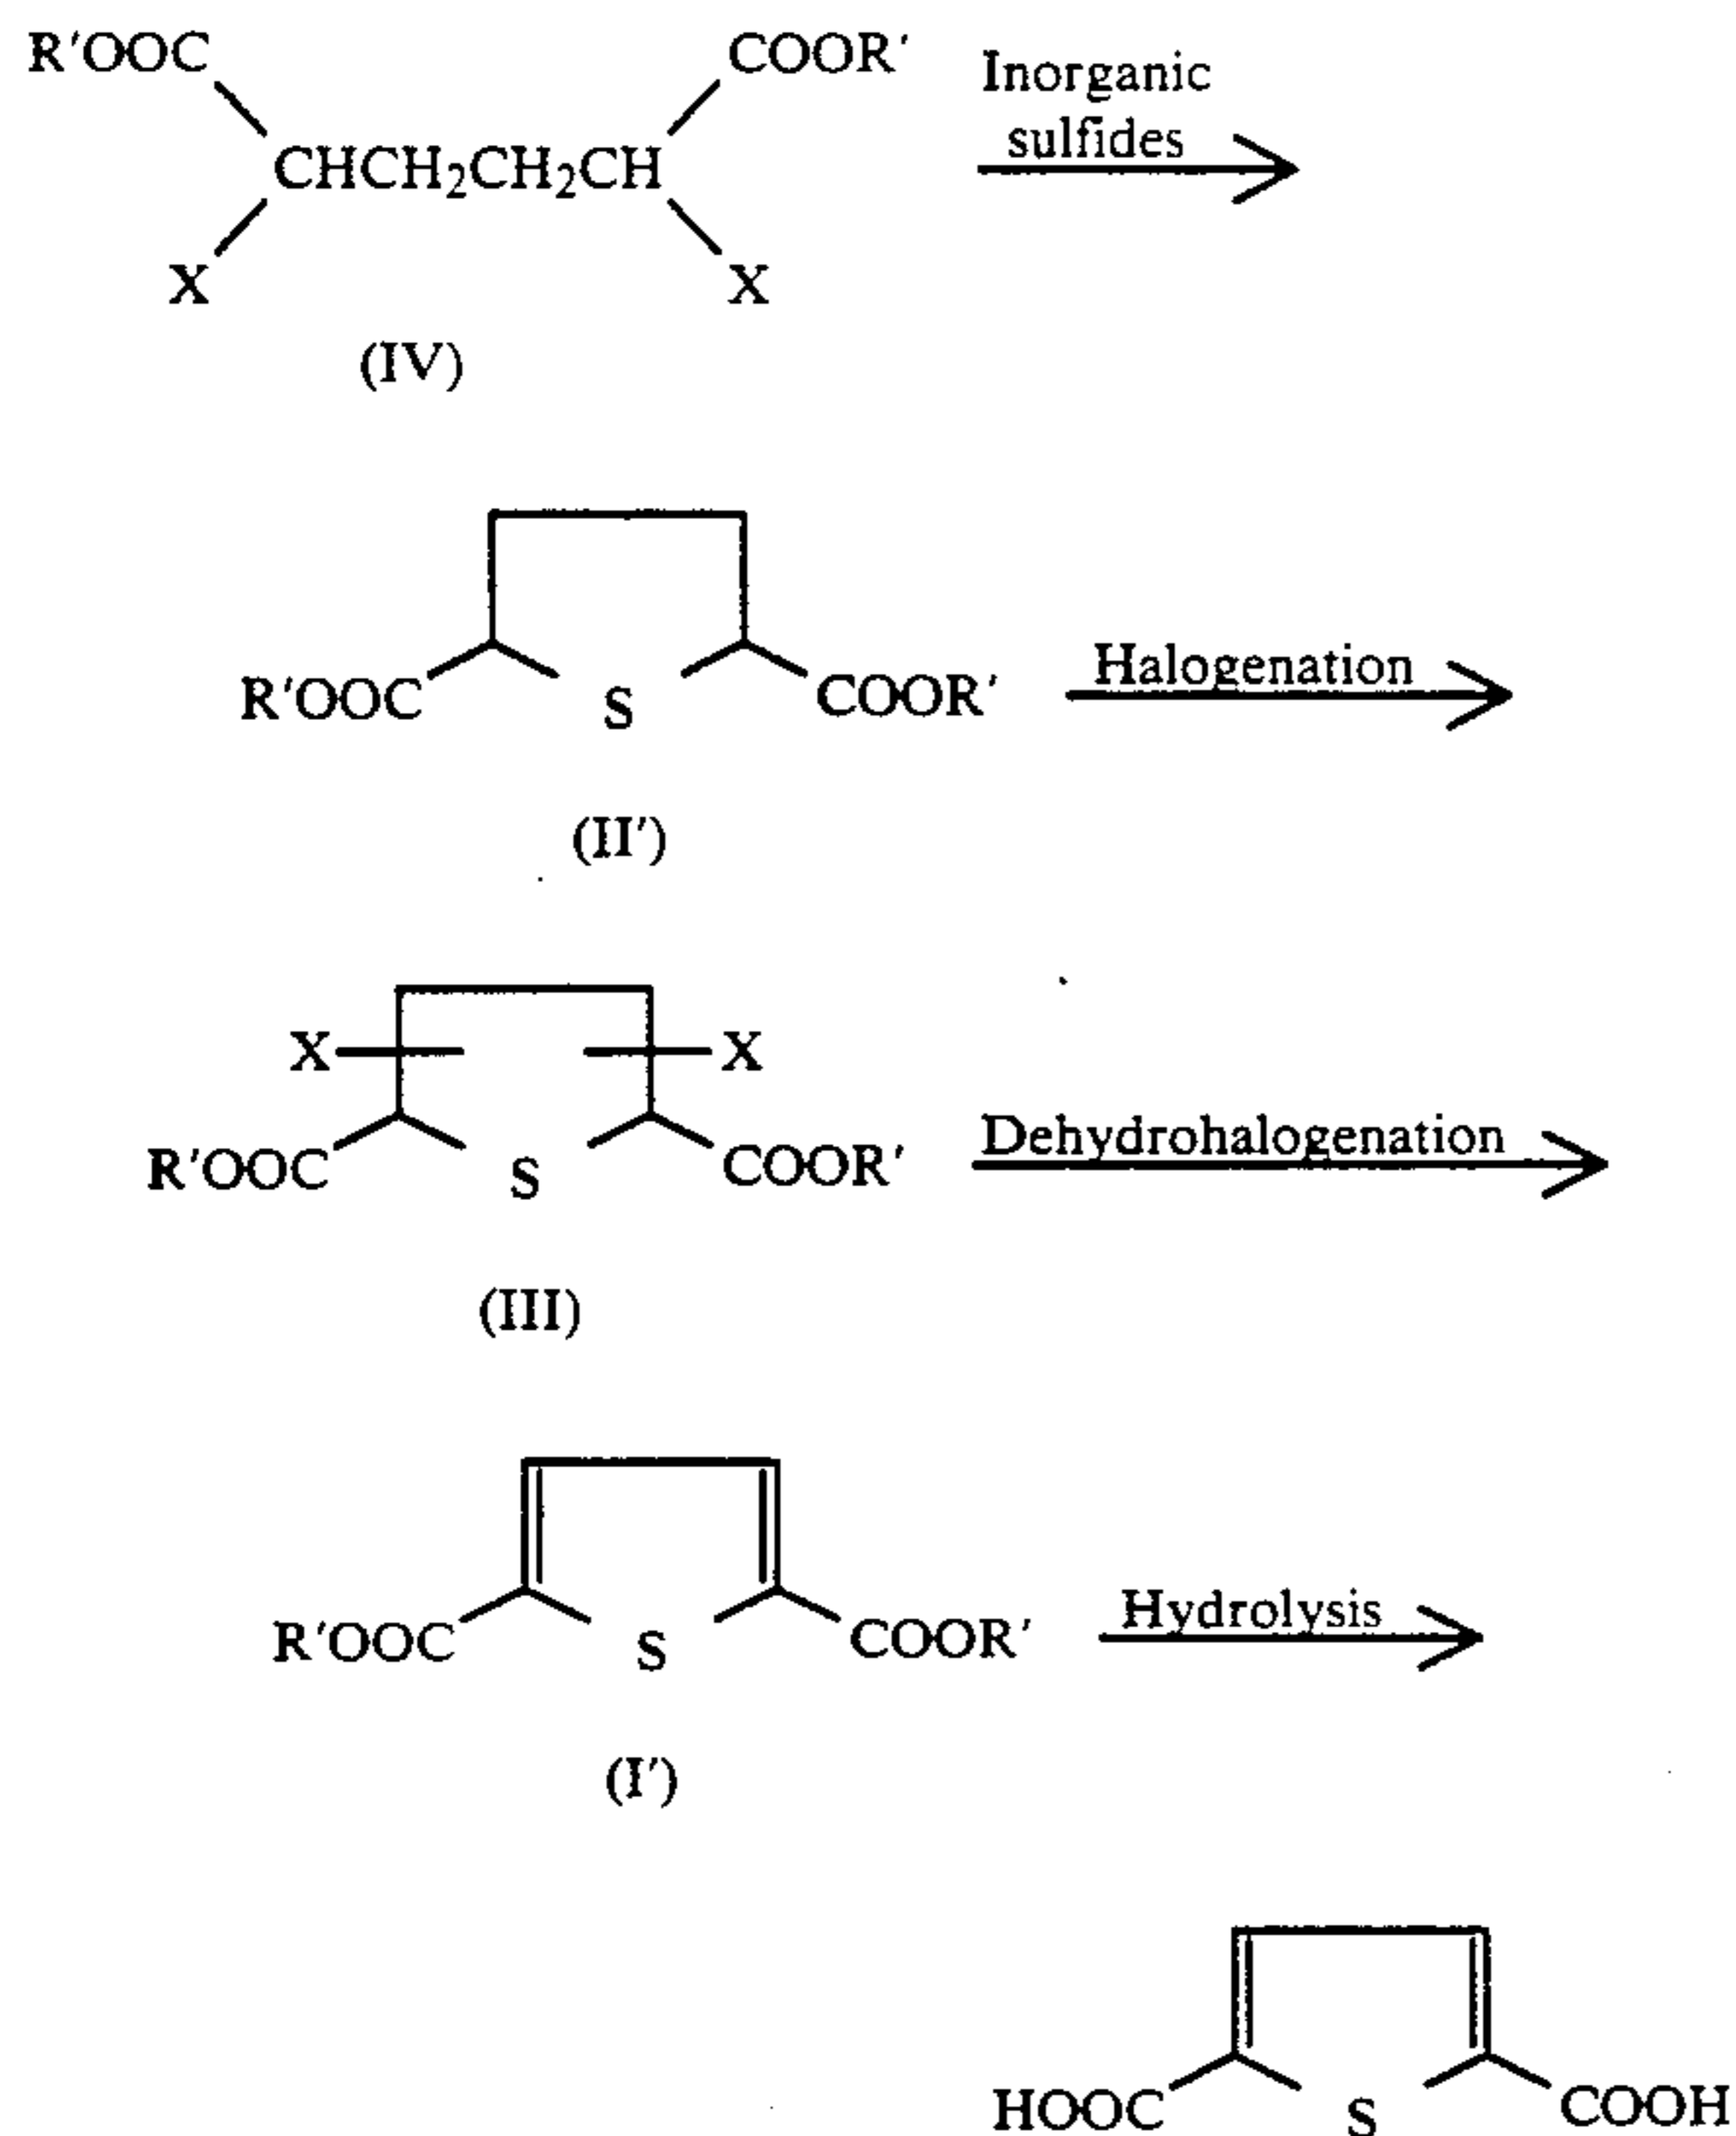 R'OOC COOR' Inorganic
sulfides
CHCH₂CH₂CH
X X
(IV)
R'OOC S COOR' Halogenation
(II')
X X
R'OOC S COOR' Dehydrohalogenation
(III)
R'OOC S COOR' Hydrolysis
(I')
HOOC S COOH